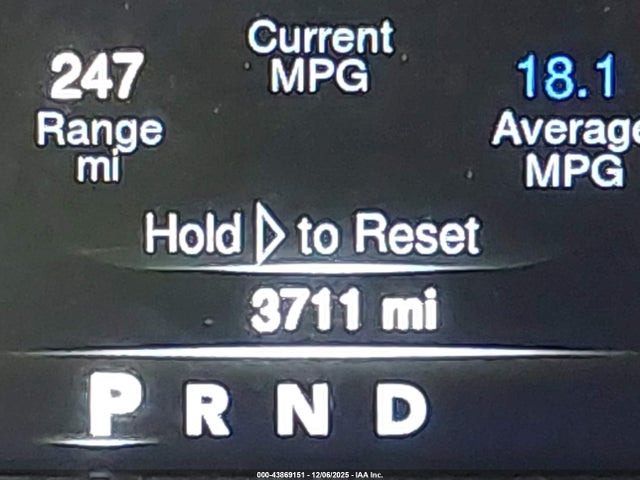 Current
MPG
247
Range
mi
18.1
Average
MPG
Hold ▷ to Reset
3711 mi
P R N D
000-43869151 - 12/06/2025 - IAA Inc.